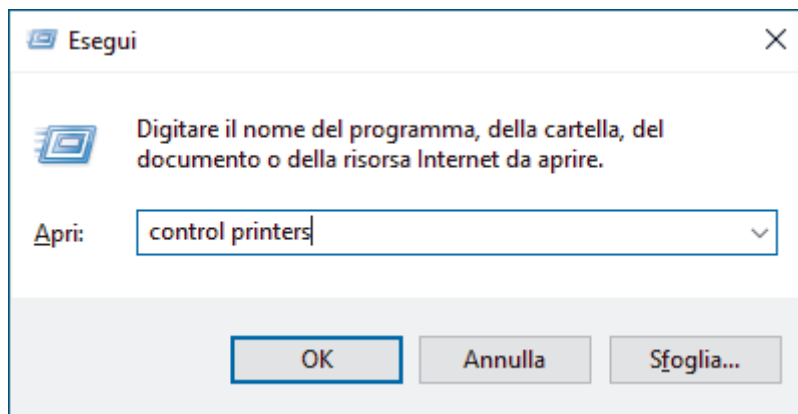 Esegui
Digitare il nome del programma, della cartella, del
documento o della risorsa Internet da aprire.
Apri: control printers
OK Annulla Sfoglia...